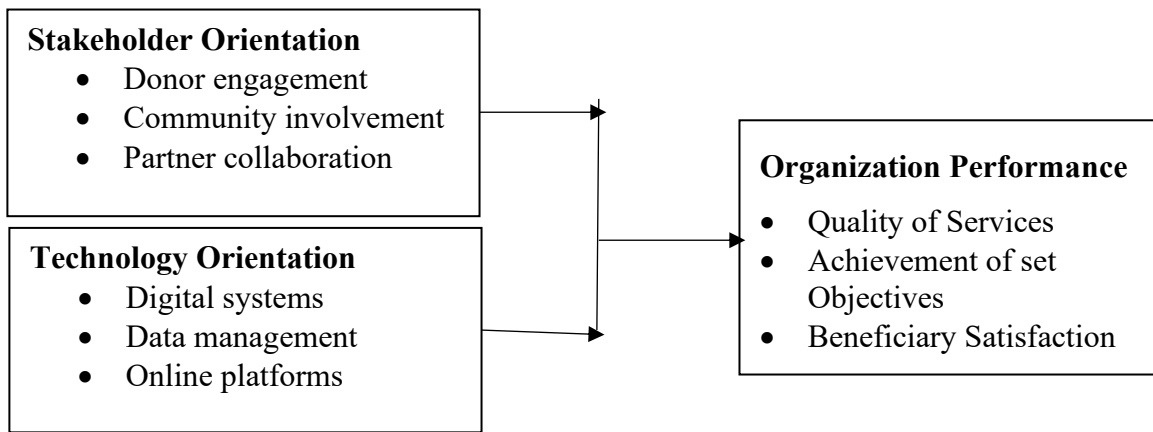 Stakeholder Orientation
• Donor engagement
• Community involvement
• Partner collaboration
Technology Orientation
• Digital systems
• Data management
• Online platforms
Organization Performance
• Quality of Services
• Achievement of set
Objectives
• Beneficiary Satisfaction